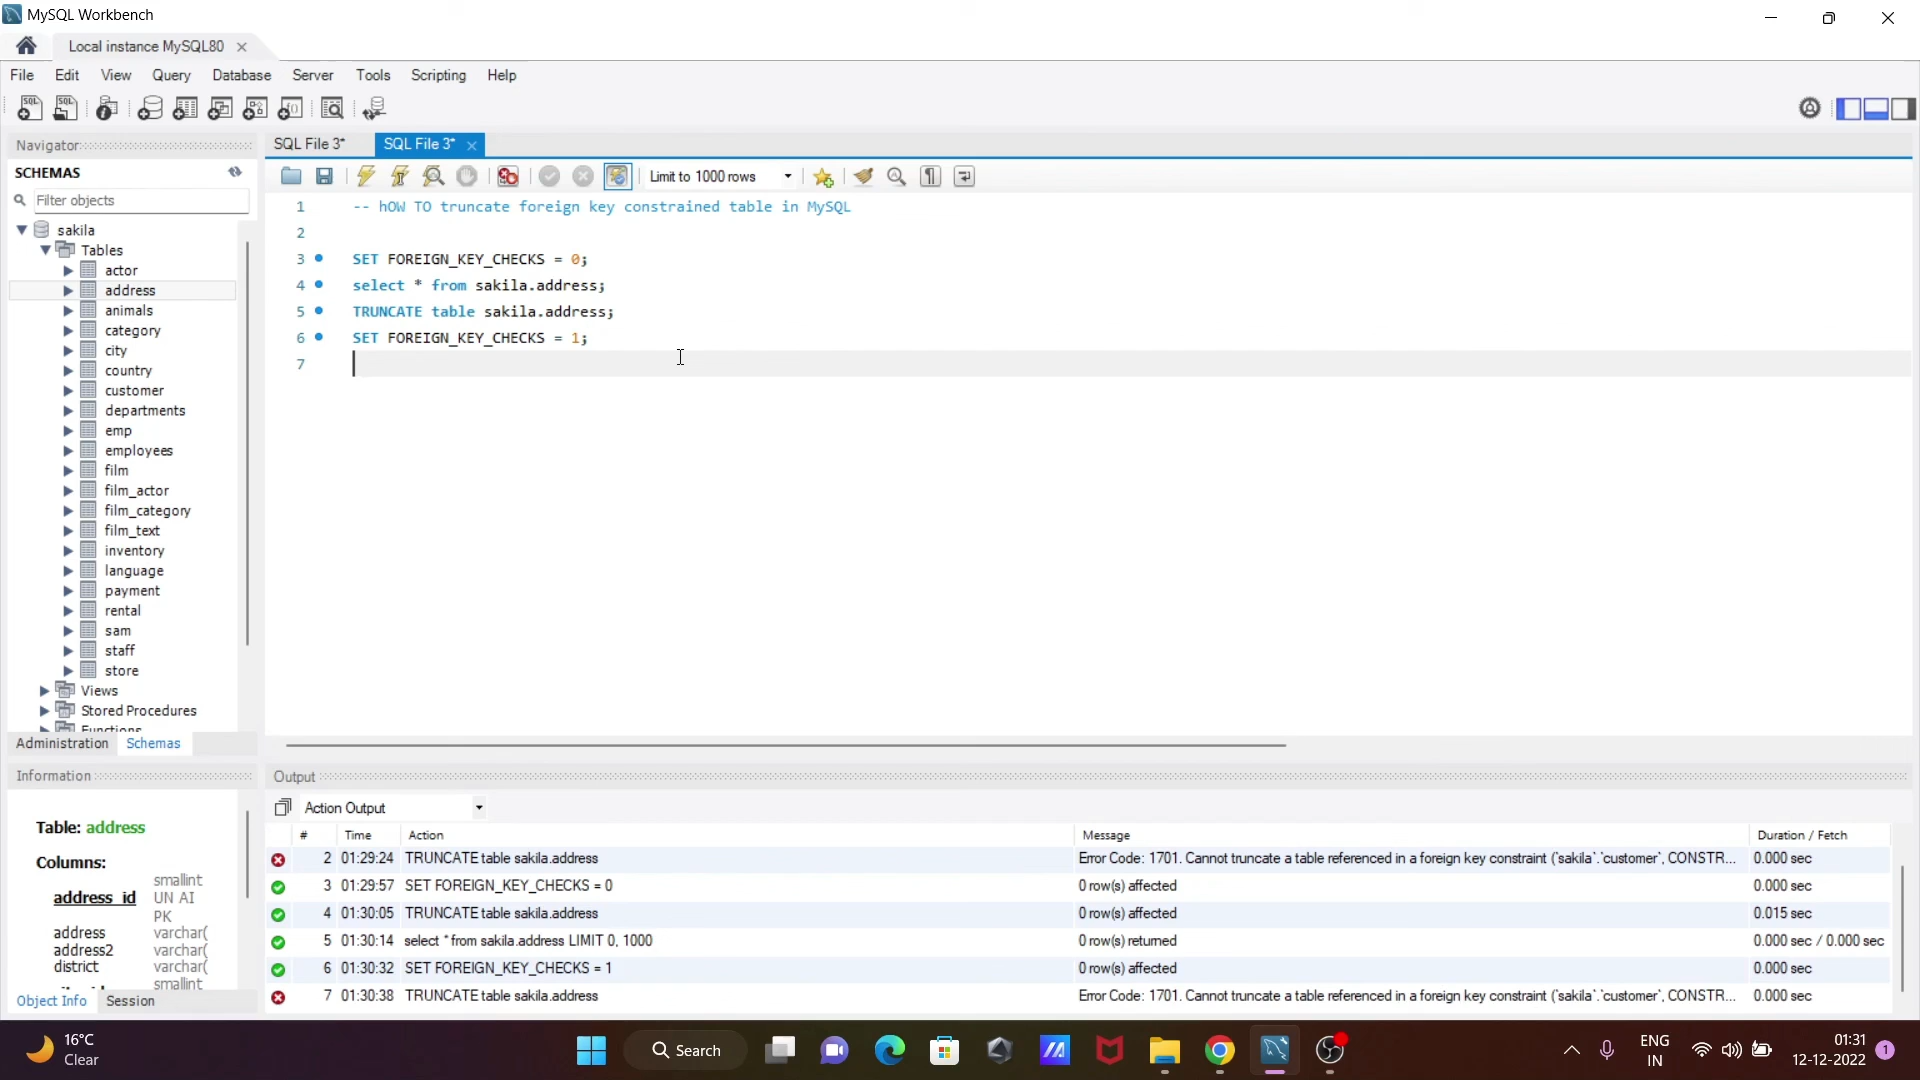 MySQL Workbench
Local instance MySQL80
File Edit View Query Database Server Tools Scripting Help
Navigator
SCHEMAS
Filter objects
sakila
Tables
actor
address
animals
category
city
country
customer
departments
emp
employees
film
film_actor
film_category
film_text
inventory
language
payment
rental
sam
staff
store
Views
Stored Procedures
Functions
Administration Schemas
Information
Table: address
Columns:
address_id smallint UN AI PK
address varchar(
address2 varchar(
district varchar(
smallint
Object Info Session
SQL File 3* SQL File 3*
Limit to 1000 rows
1 -- hOW TO truncate foreign key constrained table in MySQL
2
3 SET FOREIGN_KEY_CHECKS = 0;
4 select * from sakila.address;
5 TRUNCATE table sakila.address;
6 SET FOREIGN_KEY_CHECKS = 1;
7
Output
Action Output
# Time Action Message Duration / Fetch
2 01:29:24 TRUNCATE table sakila.address Error Code: 1701. Cannot truncate a table referenced in a foreign key constraint (`sakila`.`customer`, CONSTR... 0.000 sec
3 01:29:57 SET FOREIGN_KEY_CHECKS = 0 0 row(s) affected 0.000 sec
4 01:30:05 TRUNCATE table sakila.address 0 row(s) affected 0.015 sec
5 01:30:14 select * from sakila.address LIMIT 0, 1000 0 row(s) returned 0.000 sec / 0.000 sec
6 01:30:32 SET FOREIGN_KEY_CHECKS = 1 0 row(s) affected 0.000 sec
7 01:30:38 TRUNCATE table sakila.address Error Code: 1701. Cannot truncate a table referenced in a foreign key constraint (`sakila`.`customer`, CONSTR... 0.000 sec
16°C
Clear
Search
ENG
IN
01:31
12-12-2022
1